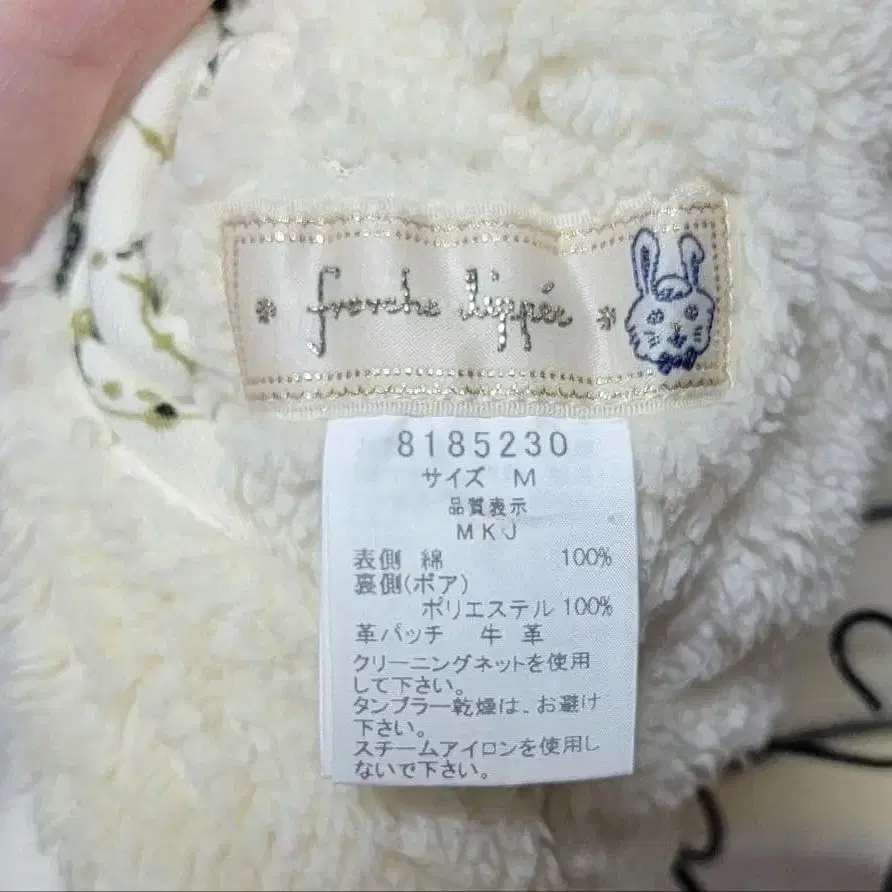 * franche lippée *
8185230
サイズ M
品質表示
MKJ
表側 綿 100%
裏側(ボア)
ポリエステル 100%
革パッチ 牛革
クリーニングネットを使用
して下さい。
タンブラー乾燥は、お避け
下さい。
スチームアイロンを使用し
ないで下さい。